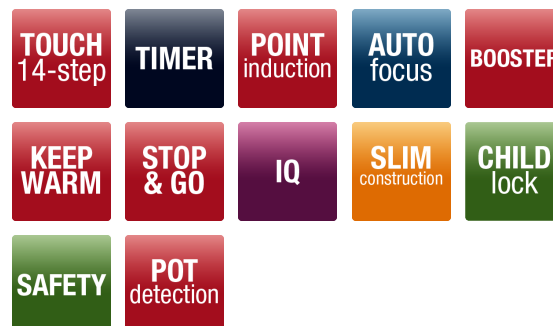 TOUCH
14-step
TIMER
POINT
induction
AUTO
focus
BOOSTER
KEEP
WARM
STOP
& GO
IQ
SLIM
construction
CHILD
lock
SAFETY
POT
detection